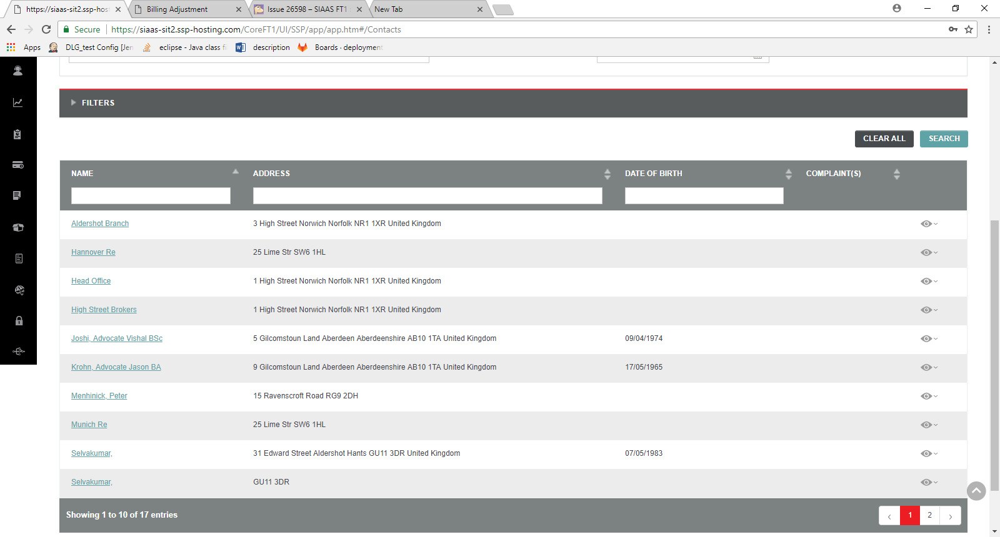 https://siaas-sit2.ssp-host
Billing Adjustment
Issue 26598 – SIAAS FT1
New Tab
Secure
https://siaas-sit2.ssp-hosting.com/CoreFT1/UI/SSP/app/app.htm#/Contacts
Apps
DLG_test Config [Jen
eclipse - Java class fi
description
Boards · deployment
FILTERS
CLEAR ALL
SEARCH
NAME ADDRESS DATE OF BIRTH COMPLAINT(S)
Aldershot Branch 3 High Street Norwich Norfolk NR1 1XR United Kingdom
Hannover Re 25 Lime Str SW6 1HL
Head Office 1 High Street Norwich Norfolk NR1 1XR United Kingdom
High Street Brokers 1 High Street Norwich Norfolk NR1 1XR United Kingdom
Joshi, Advocate Vishal BSc 5 Gilcomstoun Land Aberdeen Aberdeenshire AB10 1TA United Kingdom 09/04/1974
Krohn, Advocate Jason BA 9 Gilcomstoun Land Aberdeen Aberdeenshire AB10 1TA United Kingdom 17/05/1965
Menhinick, Peter 15 Ravenscroft Road RG9 2DH
Munich Re 25 Lime Str SW6 1HL
Selvakumar, 31 Edward Street Aldershot Hants GU11 3DR United Kingdom 07/05/1983
Selvakumar, GU11 3DR
Showing 1 to 10 of 17 entries
‹ 1 2 ›